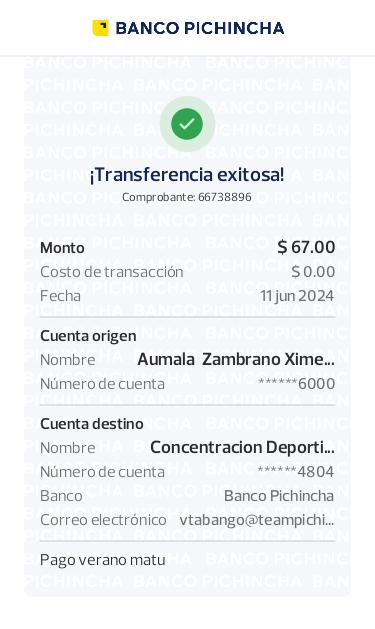 BANCO PICHINCHA
¡Transferencia exitosa!
Comprobante: 66738896
Monto $ 67.00
Costo de transacción $ 0.00
Fecha 11 jun 2024
Cuenta origen
Nombre Aumala Zambrano Xime...
Número de cuenta ******6000
Cuenta destino
Nombre Concentracion Deporti...
Número de cuenta ******4804
Banco Banco Pichincha
Correo electrónico vtabango@teampichi...
Pago verano matu